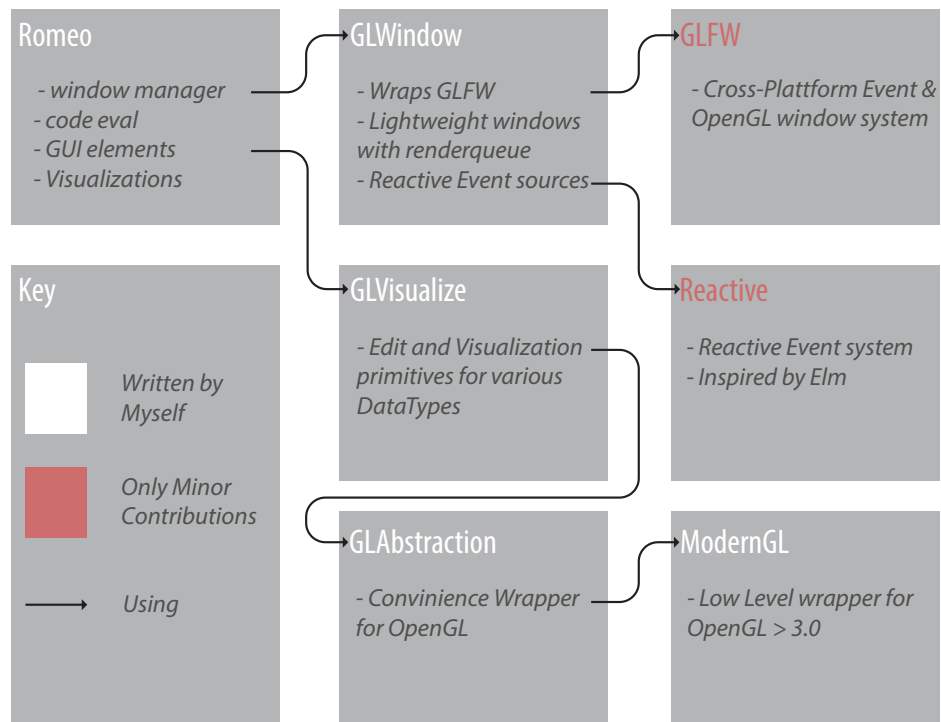 Romeo
- window manager
- code eval
- GUI elements
- Visualizations
GLWindow
- Wraps GLFW
- Lightweight windows
with renderqueue
- Reactive Event sources
GLFW
- Cross-Plattform Event &
OpenGL window system
Key
Written by
Myself
Only Minor
Contributions
Using
GLVisualize
- Edit and Visualization
primitives for various
DataTypes
Reactive
- Reactive Event system
- Inspired by Elm
GLAbstraction
- Convinience Wrapper
for OpenGL
ModernGL
- Low Level wrapper for
OpenGL > 3.0